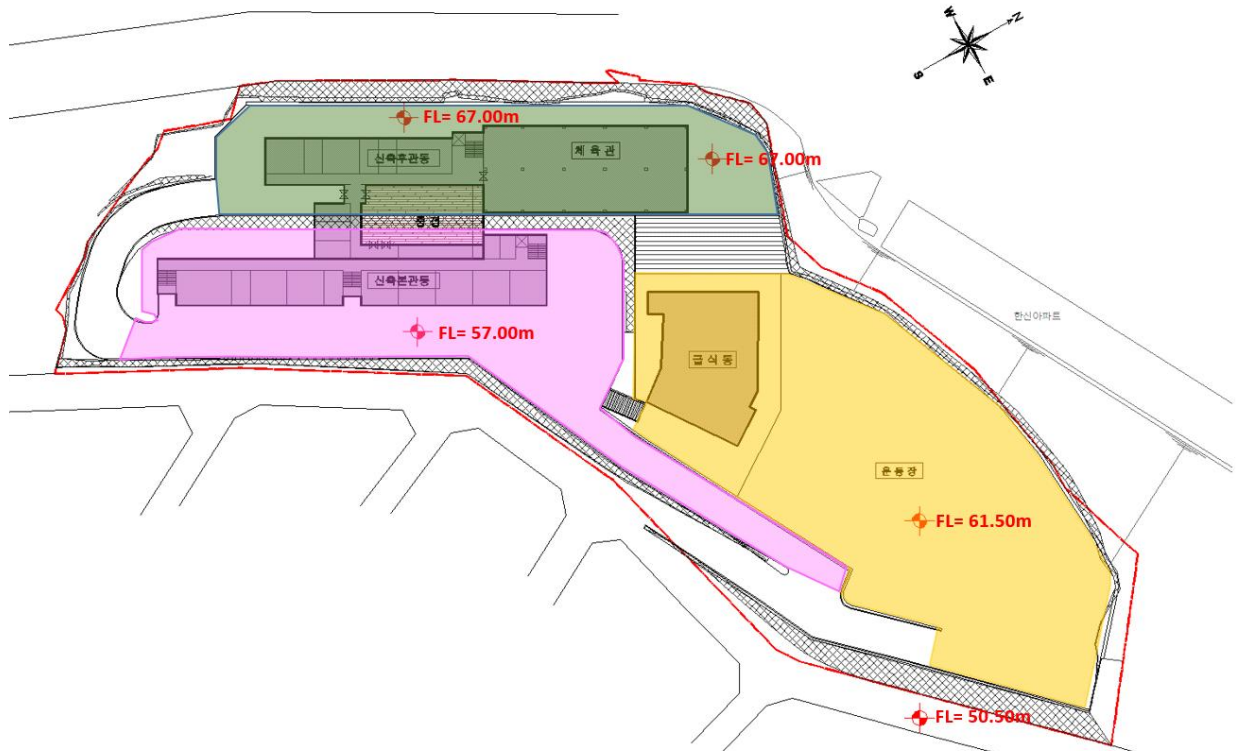 W
N
S
E
FL= 67.00m
신축후관동
체 육 관
FL= 67.00m
중정
신축본관동
한신아파트
FL= 57.00m
급 식 동
운 동 장
FL= 61.50m
FL= 50.50m